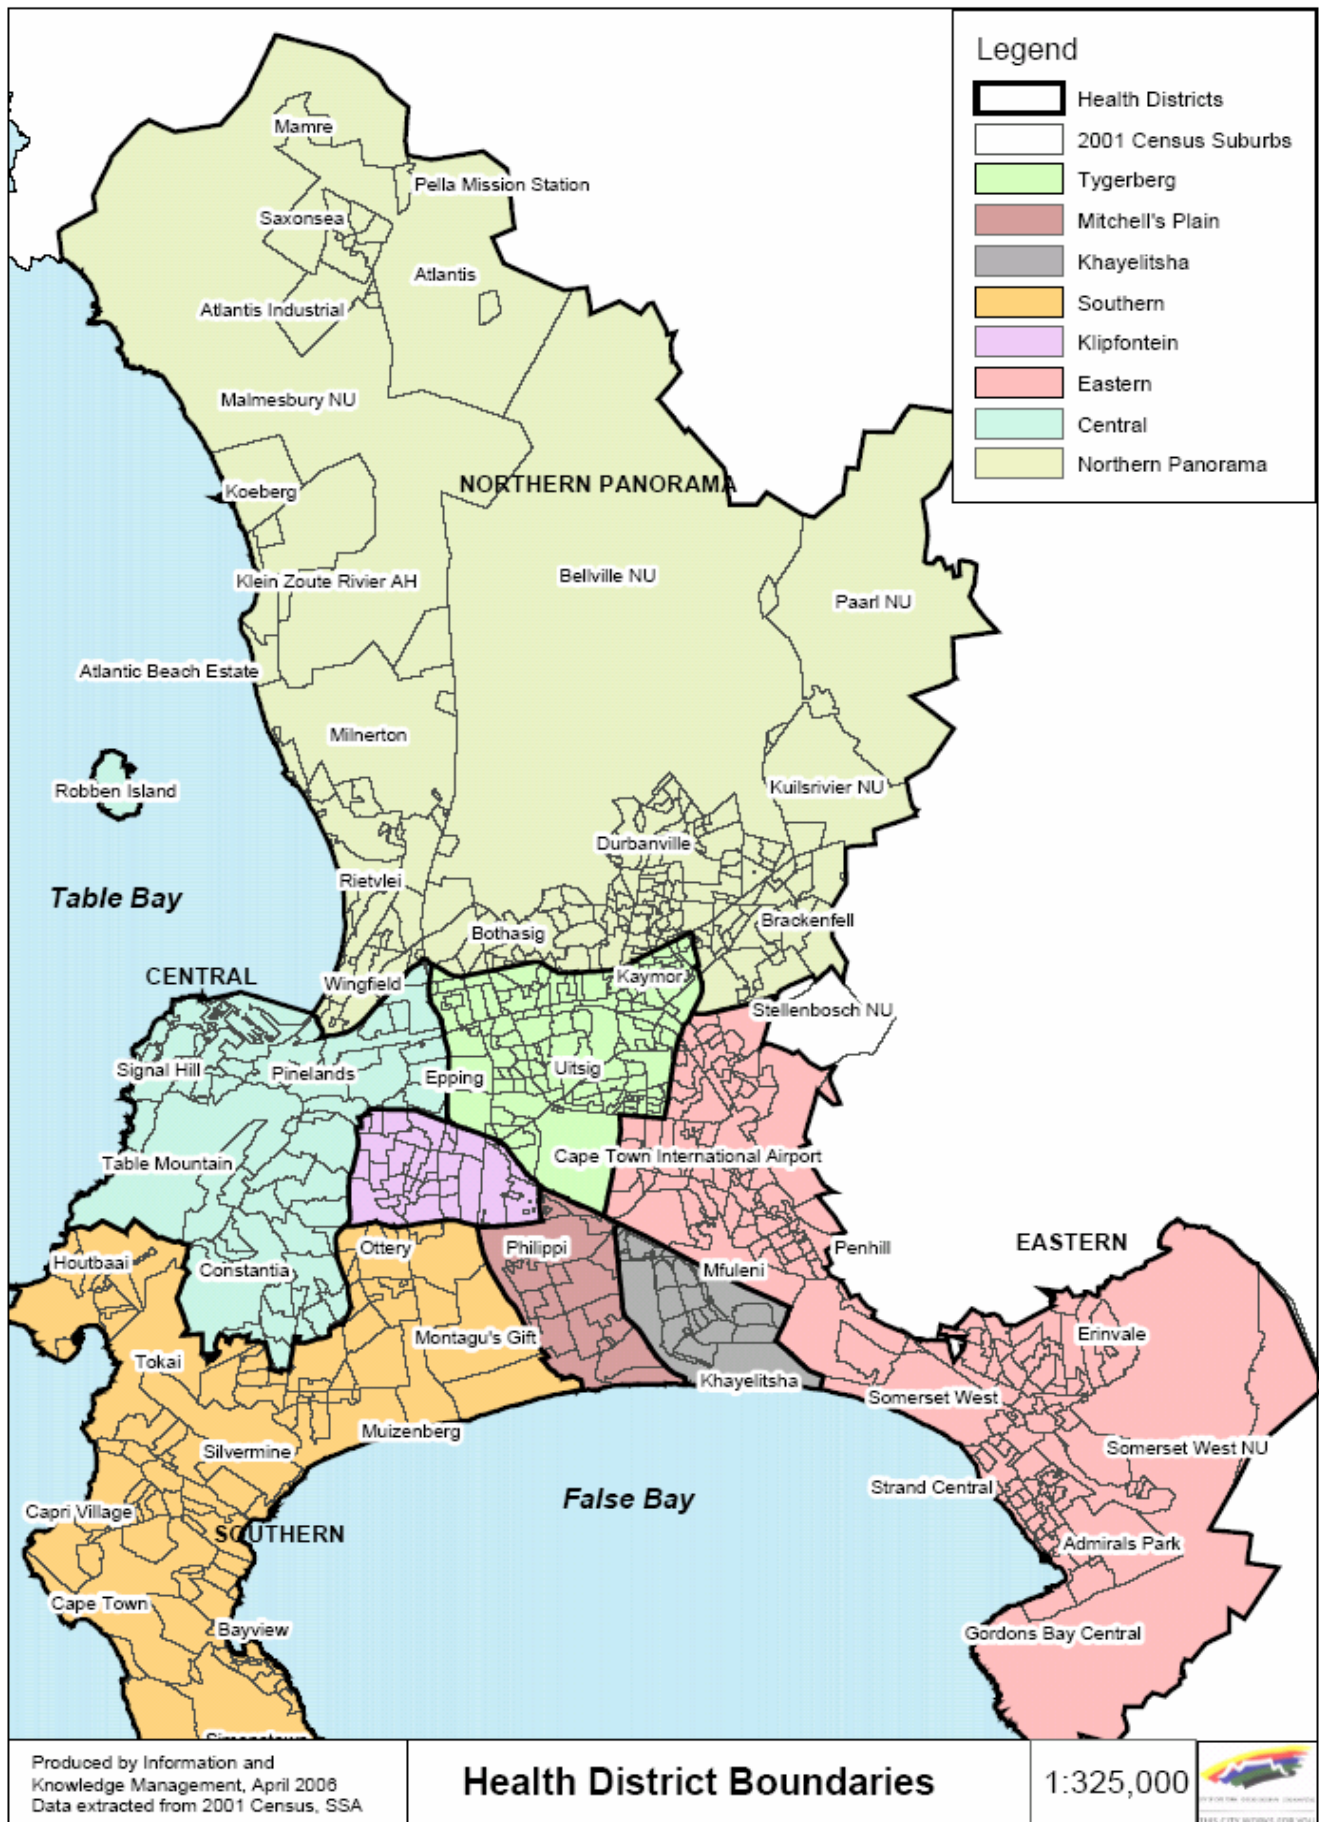 Legend
Health Districts
2001 Census Suburbs
Tygerberg
Mitchell's Plain
Khayelitsha
Southern
Klipfontein
Eastern
Central
Northern Panorama
Mamre
Pella Mission Station
Saxonsea
Atlantis
Atlantis Industrial
Malmesbury NU
NORTHERN PANORAMA
Koeberg
Klein Zoute Rivier AH
Bellville NU
Paarl NU
Atlantic Beach Estate
Milnerton
Robben Island
Kuilsrivier NU
Durbanville
Rietvlei
Table Bay
Brackenfell
Bothasig
CENTRAL
Wingfield
Kaymor
Stellenbosch NU
Signal Hill
Pinelands
Epping
Uitsig
Table Mountain
Cape Town International Airport
Houtbaai
Constantia
Ottery
Philippi
Mfuleni
Penhill
EASTERN
Tokai
Montagu's Gift
Erinvale
Khayelitsha
Somerset West
Muizenberg
Silvermine
Somerset West NU
Strand Central
False Bay
Capri Village
SOUTHERN
Admirals Park
Cape Town
Bayview
Gordons Bay Central
Produced by Information and
Knowledge Management, April 2006
Data extracted from 2001 Census, SSA
Health District Boundaries
1:325,000